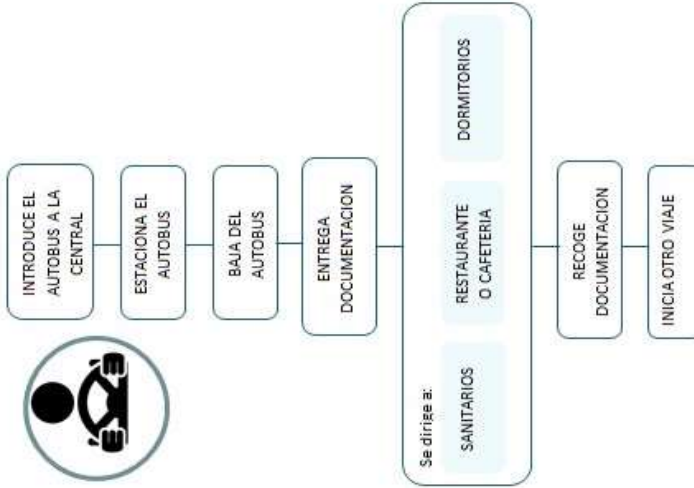 INTRODUCE EL
AUTOBUS A LA
CENTRAL
ESTACIONA EL
AUTOBUS
BAJA DEL
AUTOBUS
ENTREGA
DOCUMENTACION
Se dirige a:
SANITARIOS
RESTAURANTE
O CAFETERIA
DORMITORIOS
RECOGE
DOCUMENTACION
INICIA OTRO VIAJE